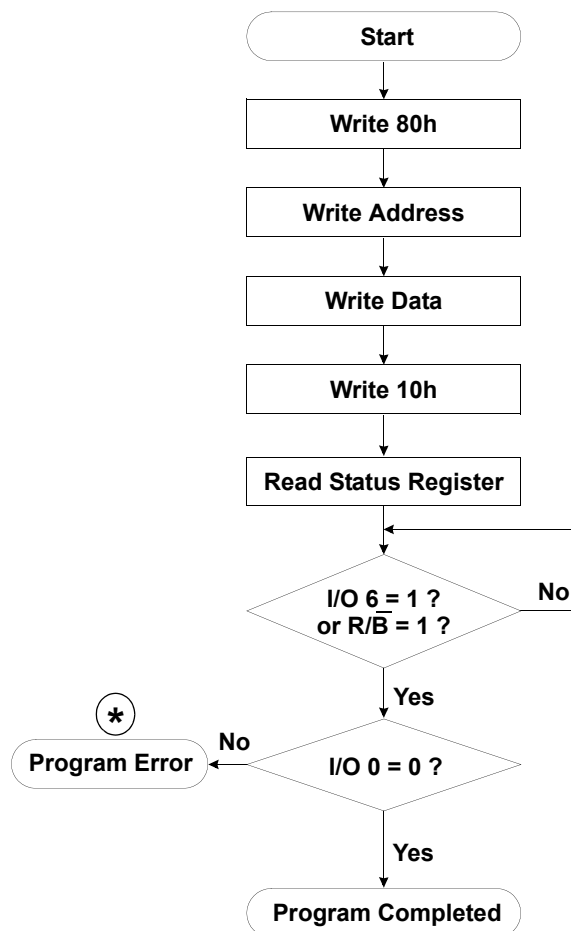 Start
Write 80h
Write Address
Write Data
Write 10h
Read Status Register
I/O 6 = 1 ?
or R/B̅ = 1 ?
No
Yes
*
No
Program Error
I/O 0 = 0 ?
Yes
Program Completed